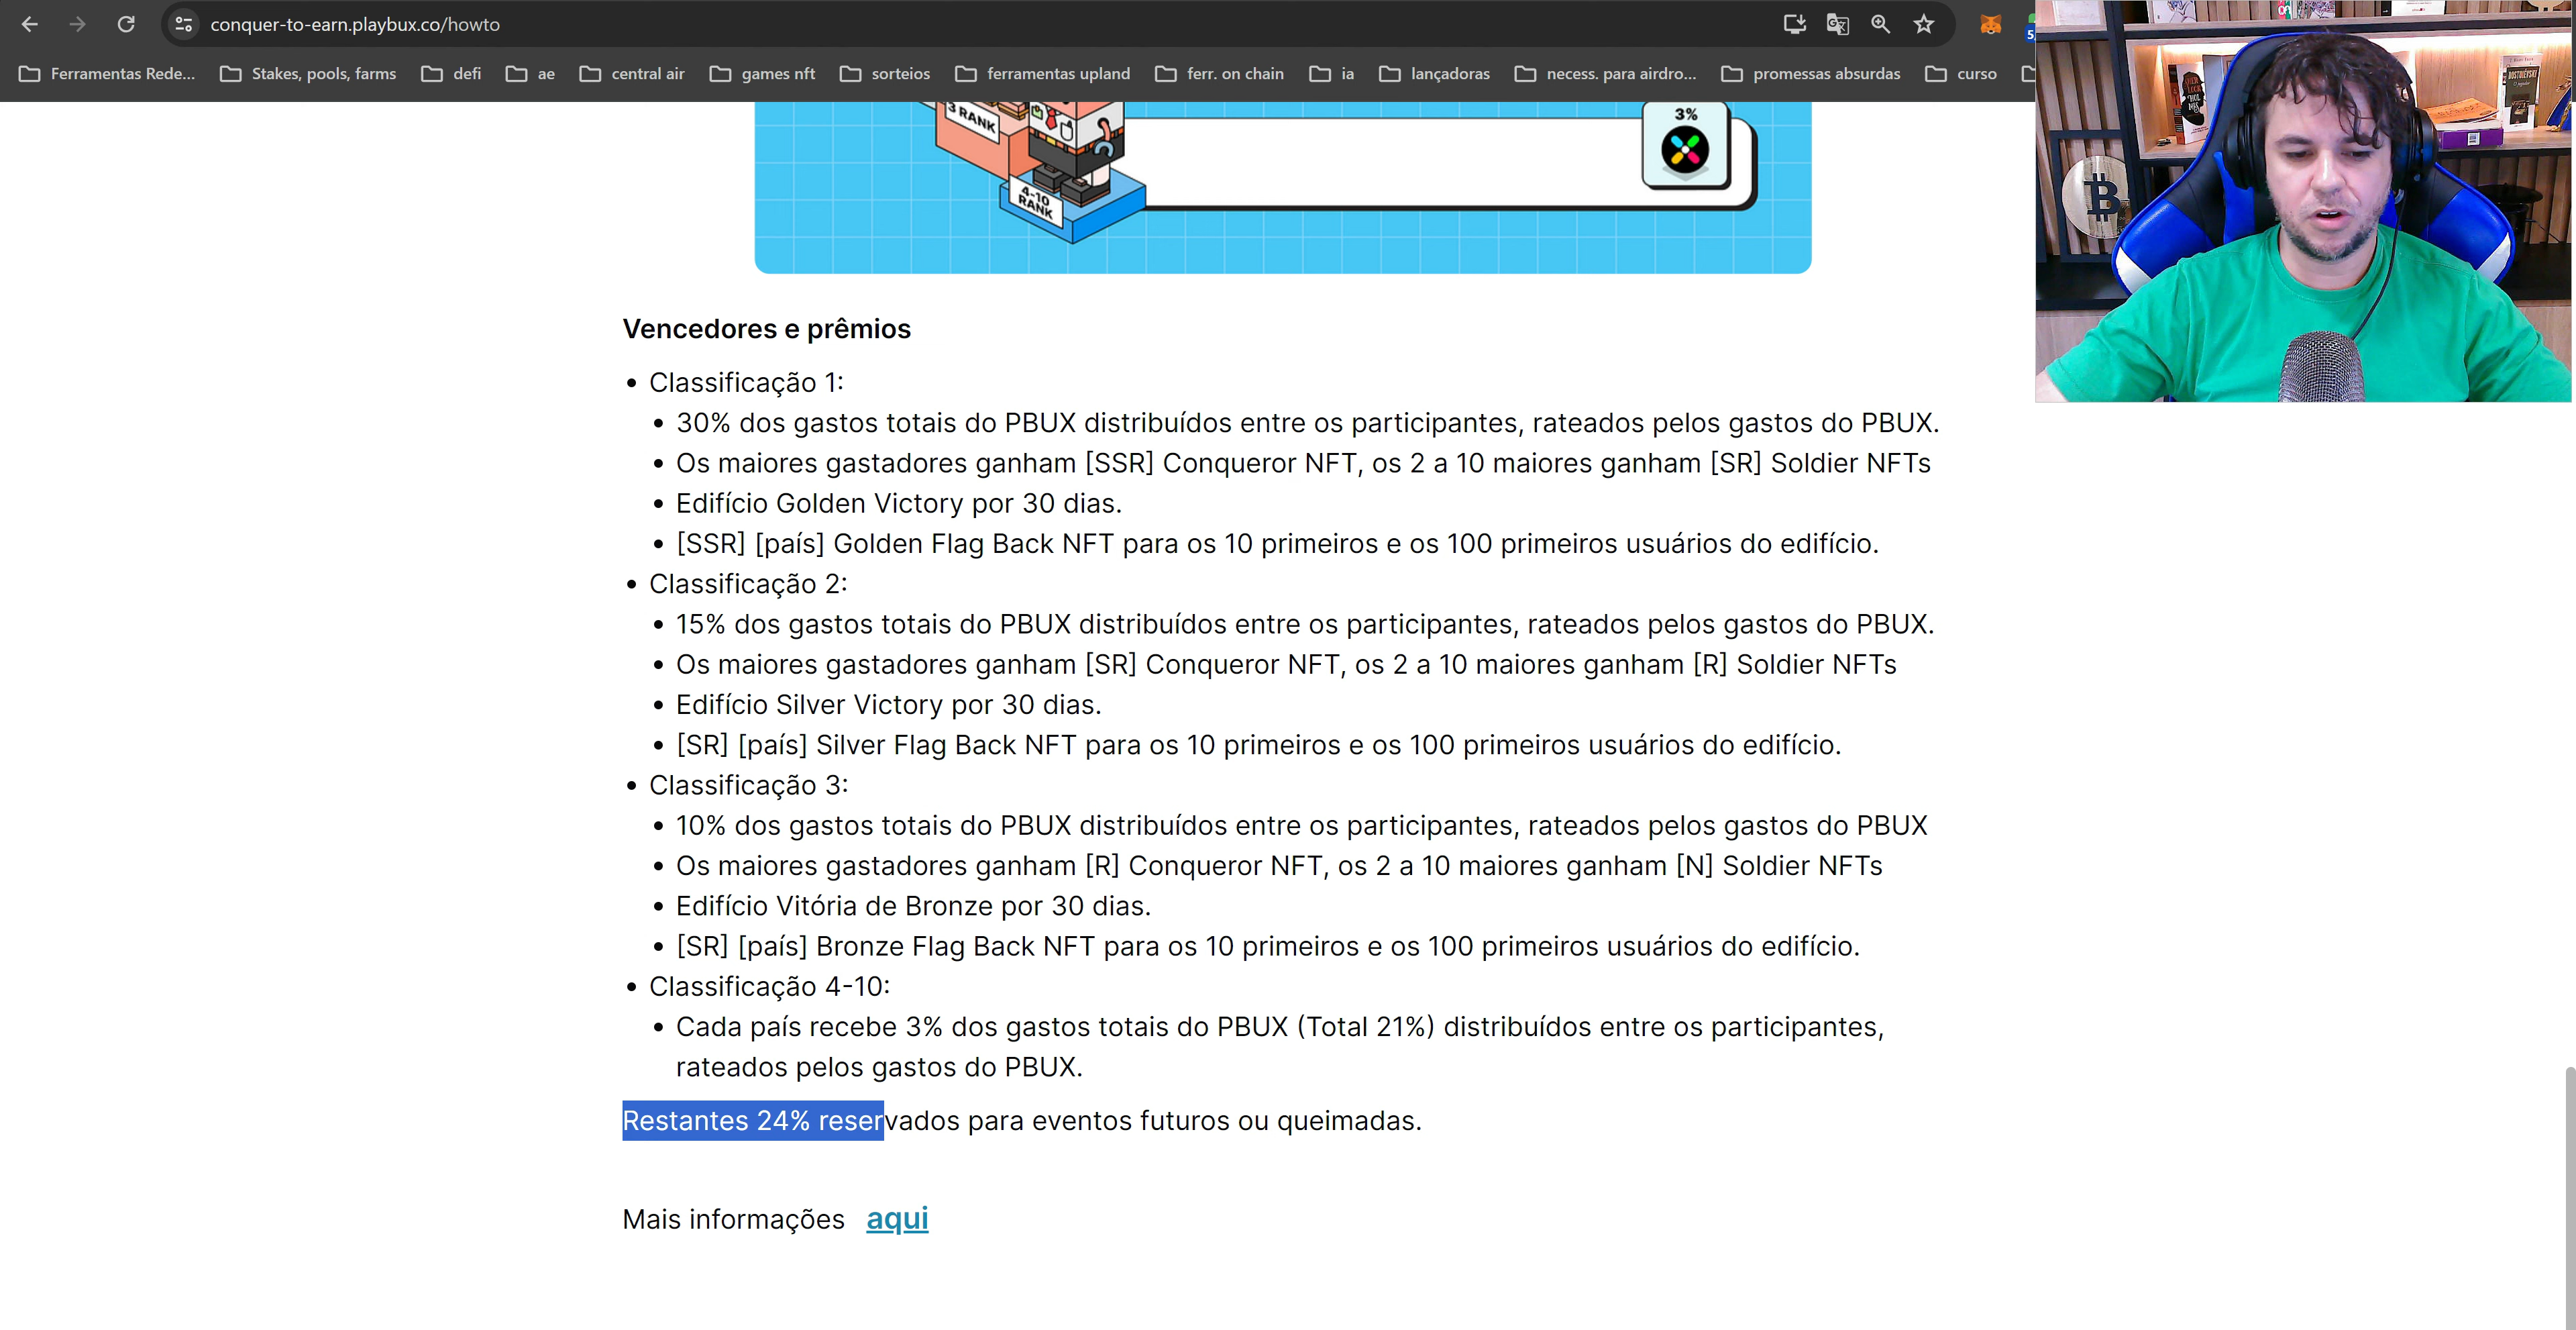 conquer-to-earn.playbux.co/howto
Ferramentas Rede...
Stakes, pools, farms
defi
ae
central air
games nft
sorteios
ferramentas upland
ferr. on chain
ia
lançadoras
necess. para airdro...
promessas absurdas
curso
3 RANK
4-10 RANK
3%
Vencedores e prêmios
• Classificação 1:
• 30% dos gastos totais do PBUX distribuídos entre os participantes, rateados pelos gastos do PBUX.
• Os maiores gastadores ganham [SSR] Conqueror NFT, os 2 a 10 maiores ganham [SR] Soldier NFTs
• Edifício Golden Victory por 30 dias.
• [SSR] [país] Golden Flag Back NFT para os 10 primeiros e os 100 primeiros usuários do edifício.
• Classificação 2:
• 15% dos gastos totais do PBUX distribuídos entre os participantes, rateados pelos gastos do PBUX.
• Os maiores gastadores ganham [SR] Conqueror NFT, os 2 a 10 maiores ganham [R] Soldier NFTs
• Edifício Silver Victory por 30 dias.
• [SR] [país] Silver Flag Back NFT para os 10 primeiros e os 100 primeiros usuários do edifício.
• Classificação 3:
• 10% dos gastos totais do PBUX distribuídos entre os participantes, rateados pelos gastos do PBUX
• Os maiores gastadores ganham [R] Conqueror NFT, os 2 a 10 maiores ganham [N] Soldier NFTs
• Edifício Vitória de Bronze por 30 dias.
• [SR] [país] Bronze Flag Back NFT para os 10 primeiros e os 100 primeiros usuários do edifício.
• Classificação 4-10:
• Cada país recebe 3% dos gastos totais do PBUX (Total 21%) distribuídos entre os participantes,
rateados pelos gastos do PBUX.
Restantes 24% reservados para eventos futuros ou queimadas.
Mais informações aqui